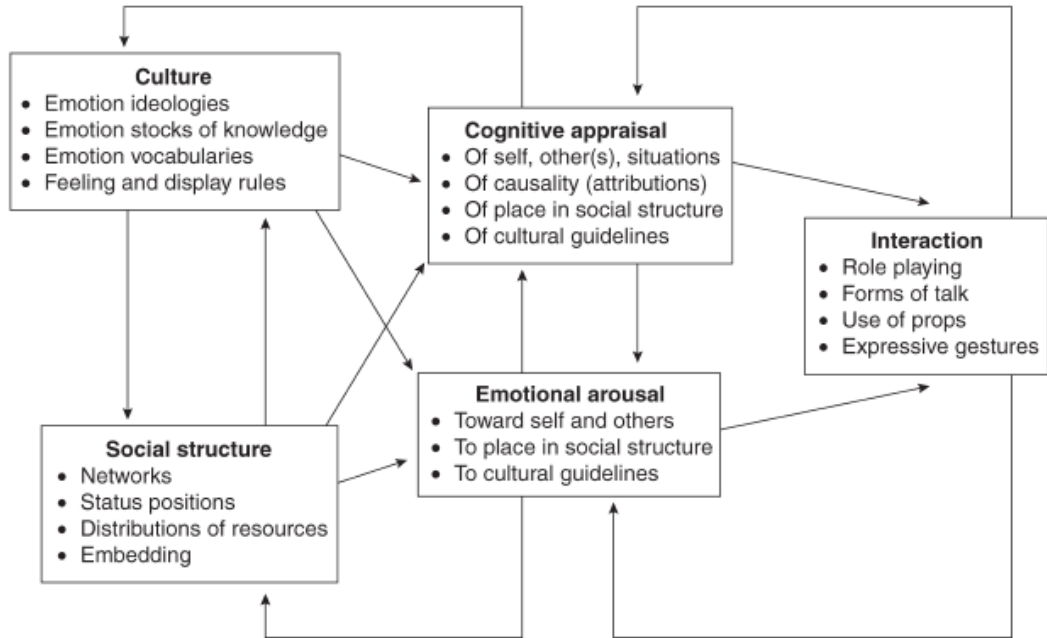 Culture
• Emotion ideologies
• Emotion stocks of knowledge
• Emotion vocabularies
• Feeling and display rules
Cognitive appraisal
• Of self, other(s), situations
• Of causality (attributions)
• Of place in social structure
• Of cultural guidelines
Interaction
• Role playing
• Forms of talk
• Use of props
• Expressive gestures
Emotional arousal
• Toward self and others
• To place in social structure
• To cultural guidelines
Social structure
• Networks
• Status positions
• Distributions of resources
• Embedding